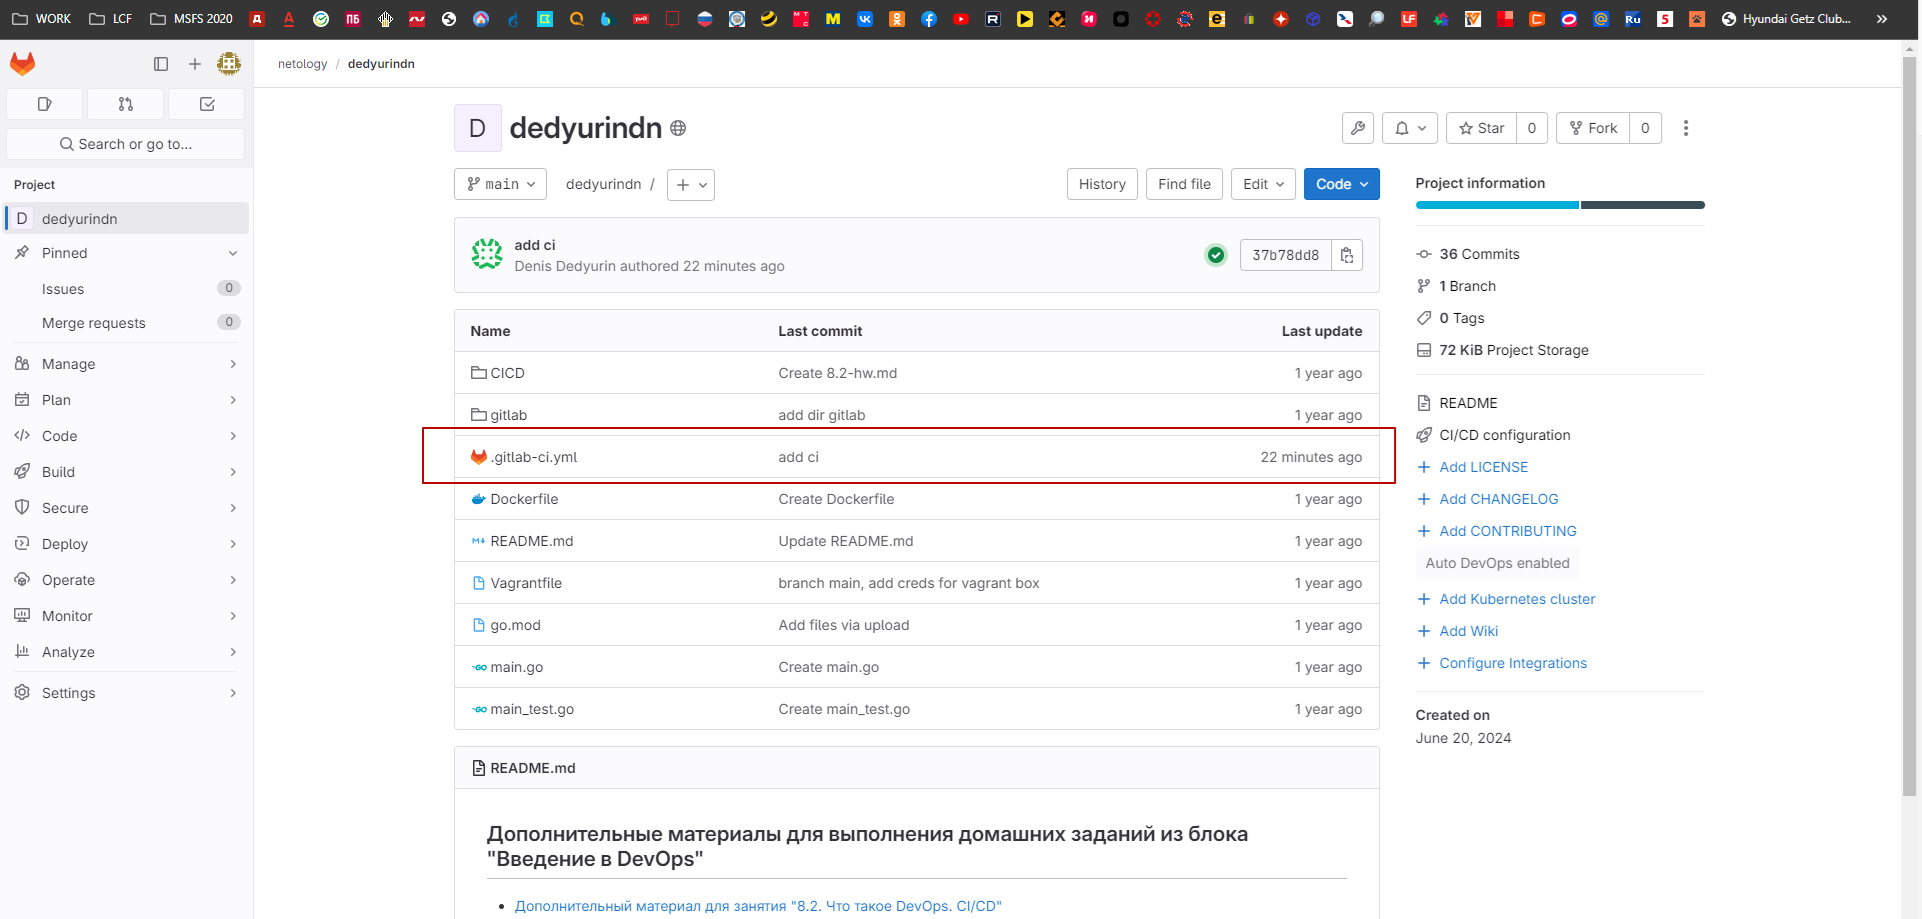 WORK LCF MSFS 2020 Hyundai Getz Club...
netology / dedyurindn
Search or go to...
Project
D dedyurindn
Pinned
Issues 0
Merge requests 0
Manage
Plan
Code
Build
Secure
Deploy
Operate
Monitor
Analyze
Settings
D dedyurindn
Star 0 Fork 0
main dedyurindn / History Find file Edit Code
add ci
Denis Dedyurin authored 22 minutes ago
37b78dd8
Name Last commit Last update
CICD Create 8.2-hw.md 1 year ago
gitlab add dir gitlab 1 year ago
.gitlab-ci.yml add ci 22 minutes ago
Dockerfile Create Dockerfile 1 year ago
README.md Update README.md 1 year ago
Vagrantfile branch main, add creds for vagrant box 1 year ago
go.mod Add files via upload 1 year ago
main.go Create main.go 1 year ago
main_test.go Create main_test.go 1 year ago
README.md
Дополнительные материалы для выполнения домашних заданий из блока
"Введение в DevOps"
Дополнительный материал для занятия "8.2. Что такое DevOps. CI/CD"
Project information
36 Commits
1 Branch
0 Tags
72 KiB Project Storage
README
CI/CD configuration
Add LICENSE
Add CHANGELOG
Add CONTRIBUTING
Auto DevOps enabled
Add Kubernetes cluster
Add Wiki
Configure Integrations
Created on
June 20, 2024